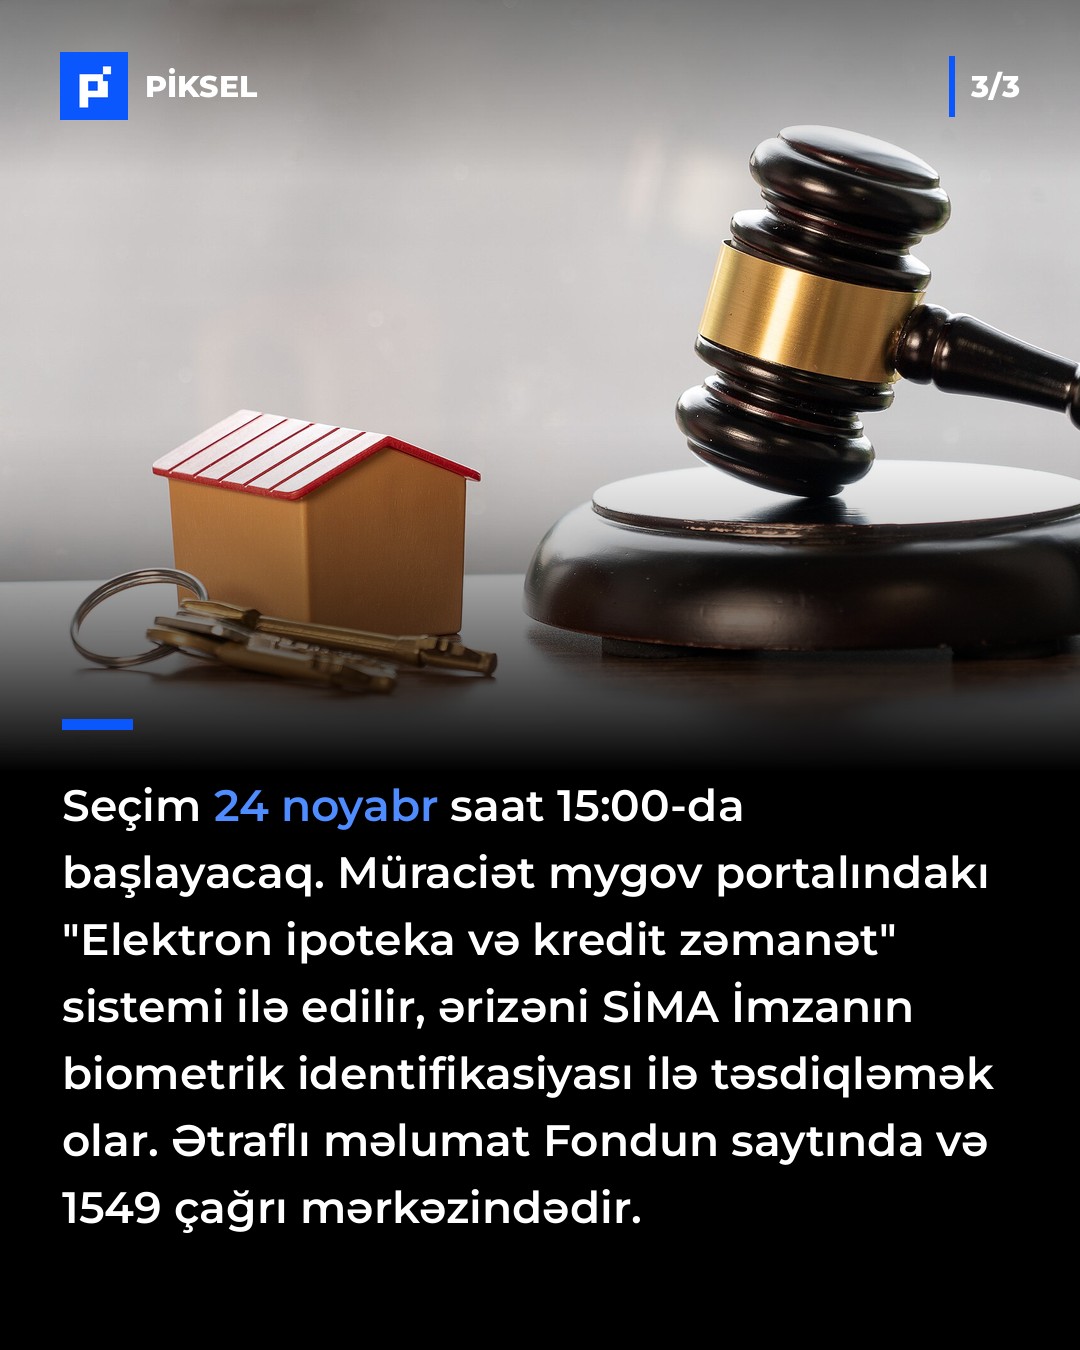 PİKSEL
3/3
Seçim 24 noyabr saat 15:00-da
başlayacaq. Müraciət mygov portalındakı
"Elektron ipoteka və kredit zəmanət"
sistemi ilə edilir, ərizəni SİMA İmzanın
biometrik identifikasiyası ilə təsdiqləmək
olar. Ətraflı məlumat Fondun saytında və
1549 çağrı mərkəzindədir.